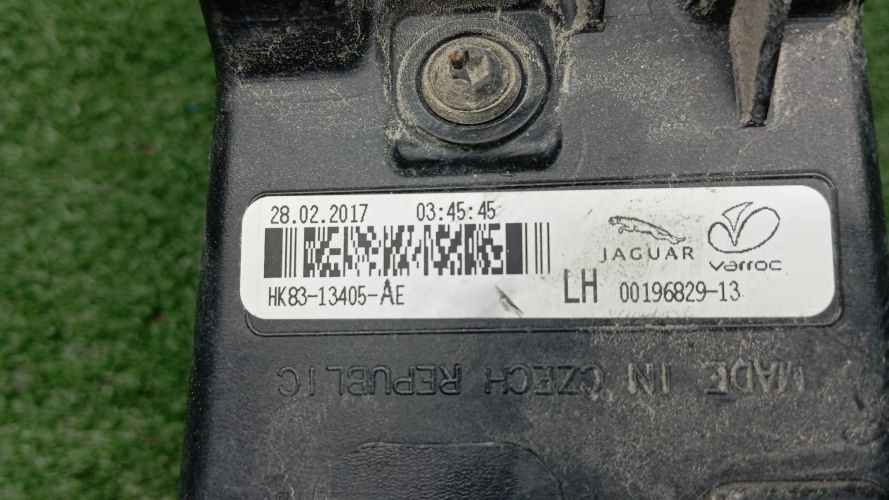 28.02.2017 03:45:45
JAGUAR varroc
HK83-13405-AE LH 00196829-13
MADE IN CZECH REPUBLIC